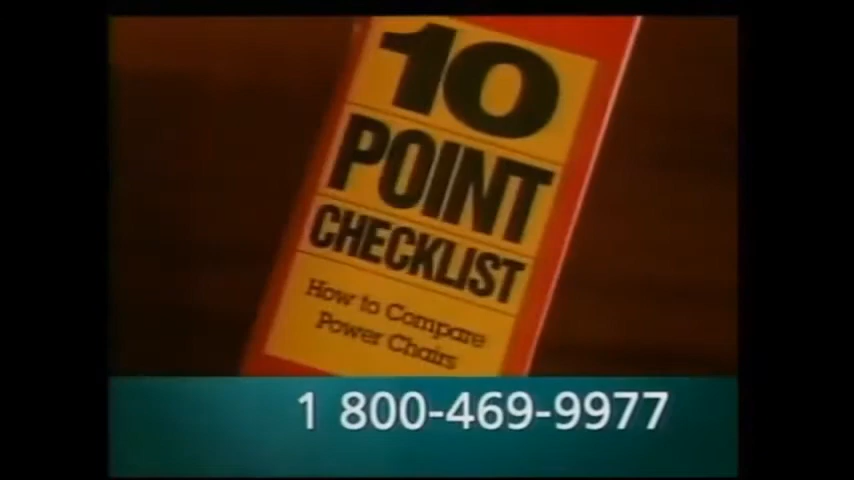 10
POINT
CHECKLIST
How to Compare
Power Chairs
1 800-469-9977